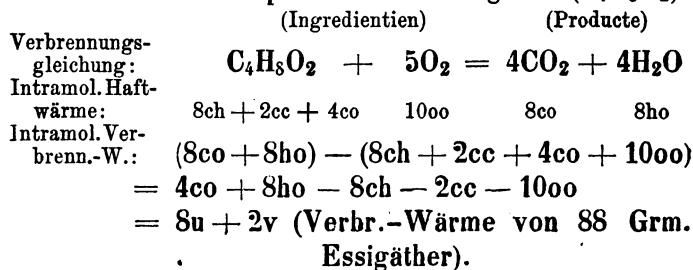 (Ingredientien) (Producte)
Verbrennungs-
gleichung: C₄H₈O₂ + 5O₂ = 4CO₂ + 4H₂O
Intramol. Haft-
wärme: 8ch + 2cc + 4co 10oo 8co 8ho
Intramol. Ver-
brenn.-W.: (8co + 8ho) — (8ch + 2cc + 4co + 10oo)
= 4co + 8ho — 8ch — 2cc — 10oo
= 8u + 2v (Verbr.-Wärme von 88 Grm.
Essigäther).